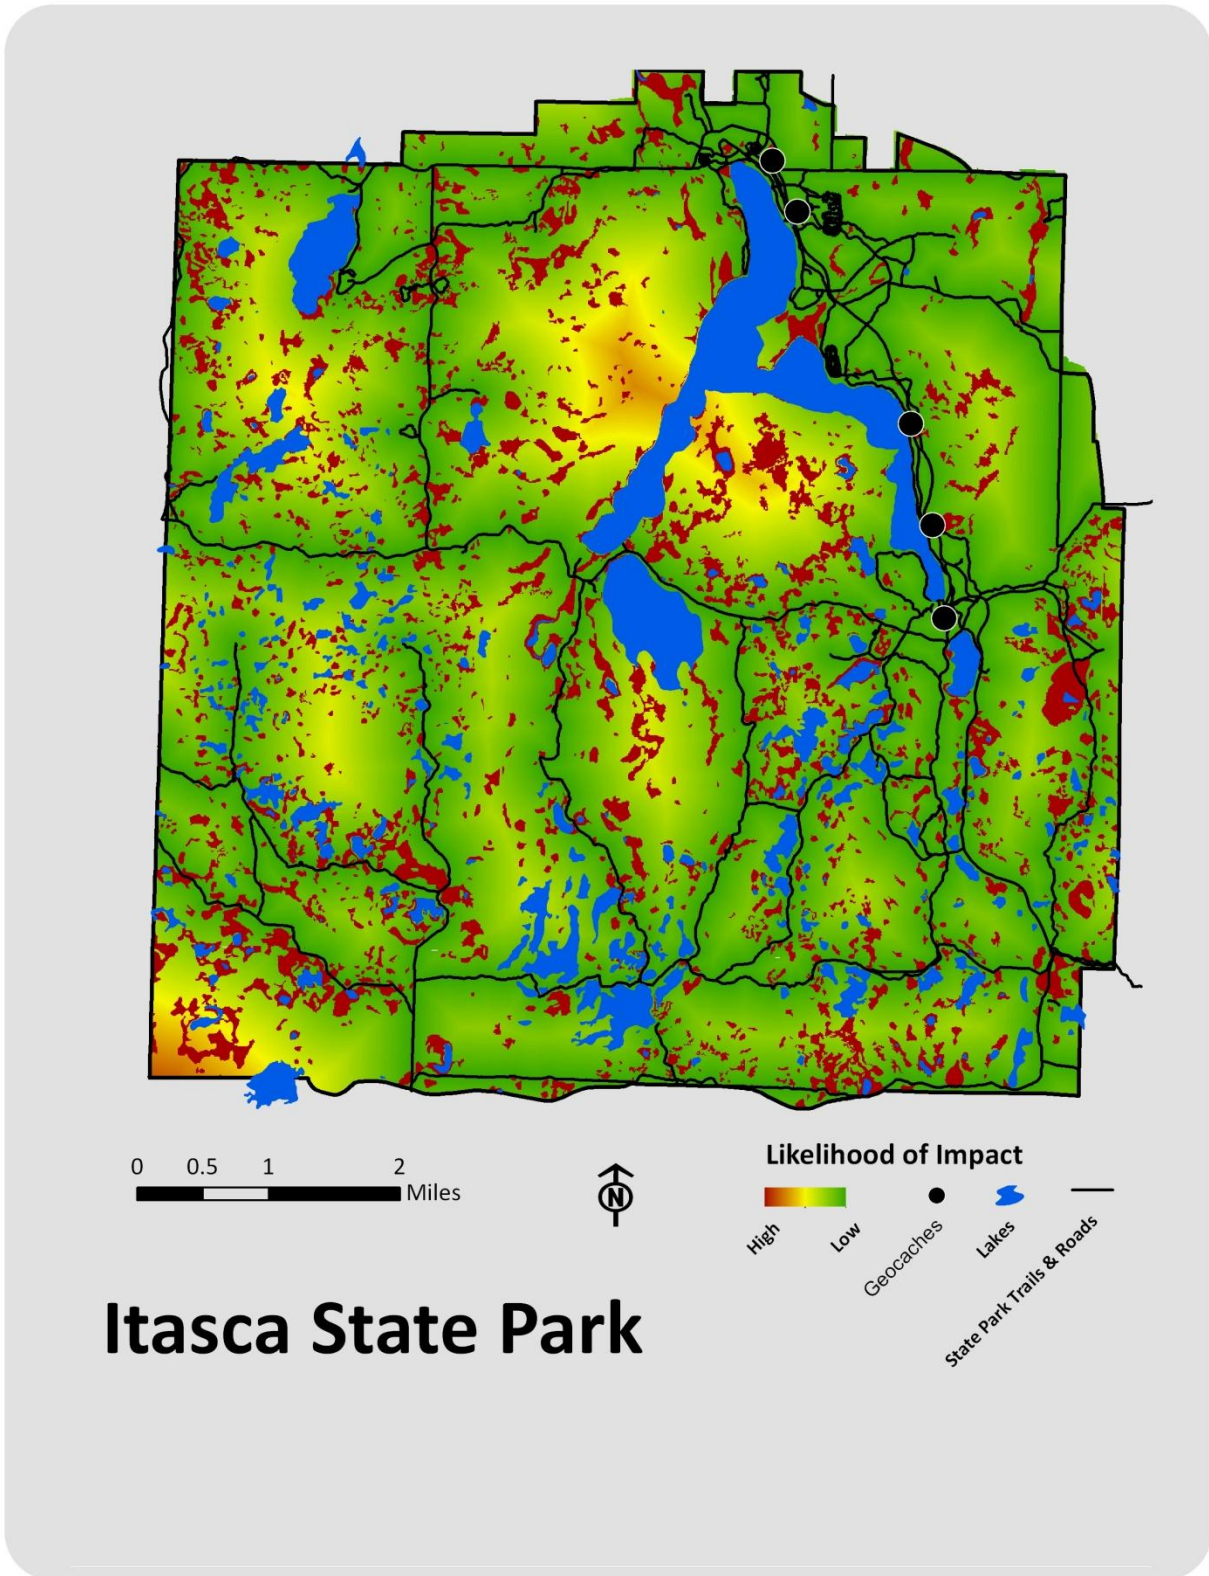 0 0.5 1 2
Miles
N
Likelihood of Impact
High
Low
Geocaches
Lakes
State Park Trails & Roads
Itasca State Park